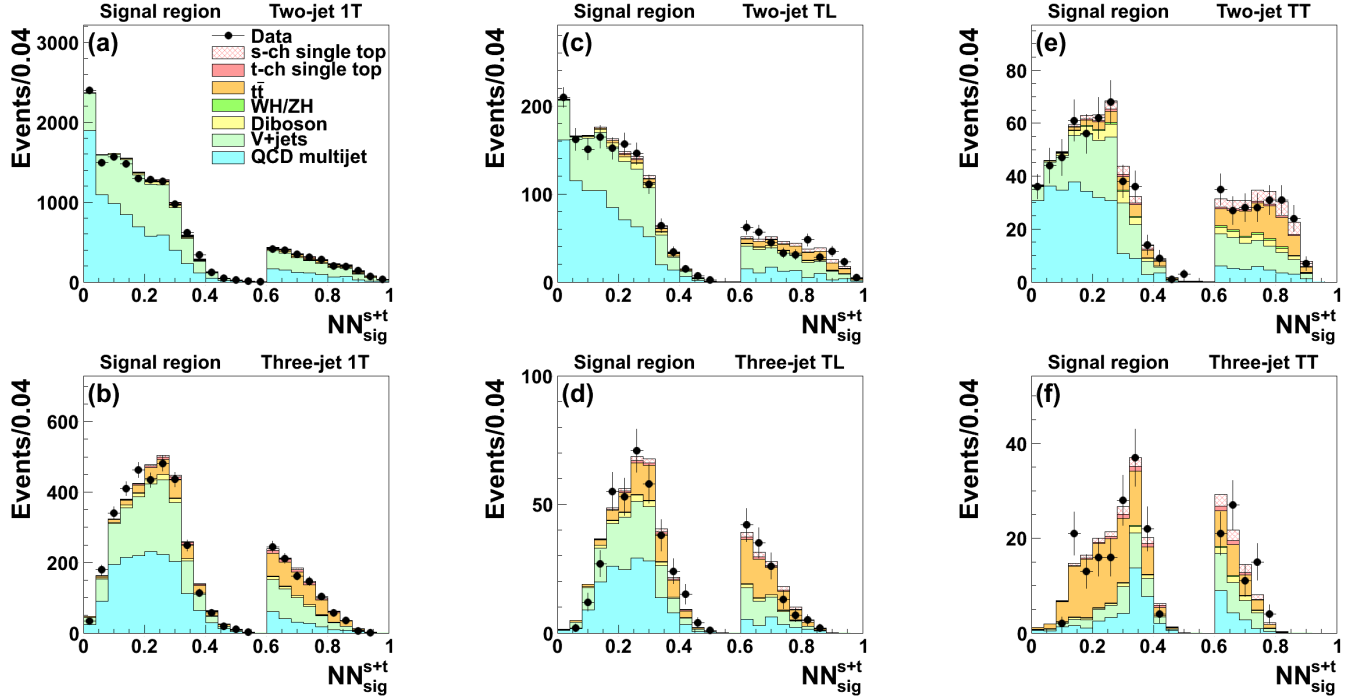 Signal region Two-jet 1T
(a)
Events/0.04
3000
2000
1000
0
Data
s-ch single top
t-ch single top
tt̄
WH/ZH
Diboson
V+jets
QCD multijet
0 0.2 0.4 0.6 0.8 1
NN^{s+t}_{sig}
Signal region Two-jet TL
(c)
Events/0.04
200
100
0
0 0.2 0.4 0.6 0.8 1
NN^{s+t}_{sig}
Signal region Two-jet TT
(e)
Events/0.04
80
60
40
20
0
0 0.2 0.4 0.6 0.8 1
NN^{s+t}_{sig}
Signal region Three-jet 1T
(b)
Events/0.04
600
400
200
0
0 0.2 0.4 0.6 0.8 1
NN^{s+t}_{sig}
Signal region Three-jet TL
(d)
Events/0.04
100
50
0
0 0.2 0.4 0.6 0.8 1
NN^{s+t}_{sig}
Signal region Three-jet TT
(f)
Events/0.04
40
20
0
0 0.2 0.4 0.6 0.8 1
NN^{s+t}_{sig}